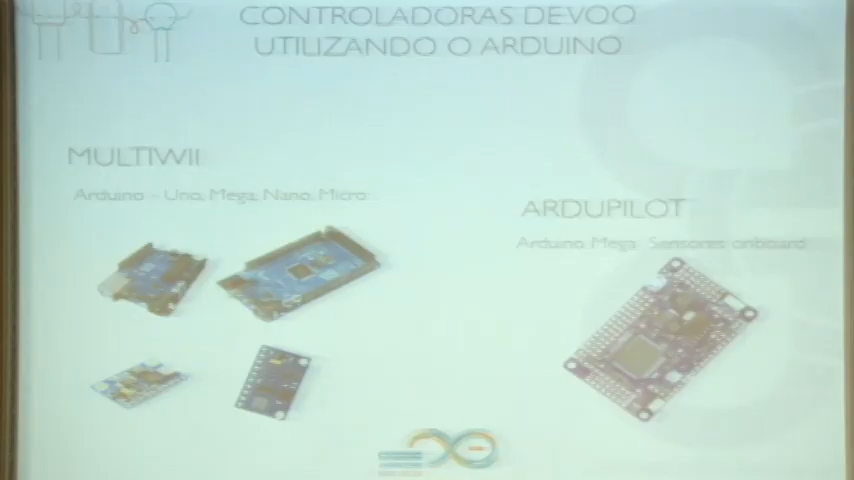 CONTROLADORAS DE VOO
UTILIZANDO O ARDUINO
MULTIWII
Arduino - Uno, Mega, Nano, Micro
ARDUPILOT
Arduino Mega Sensores onboard